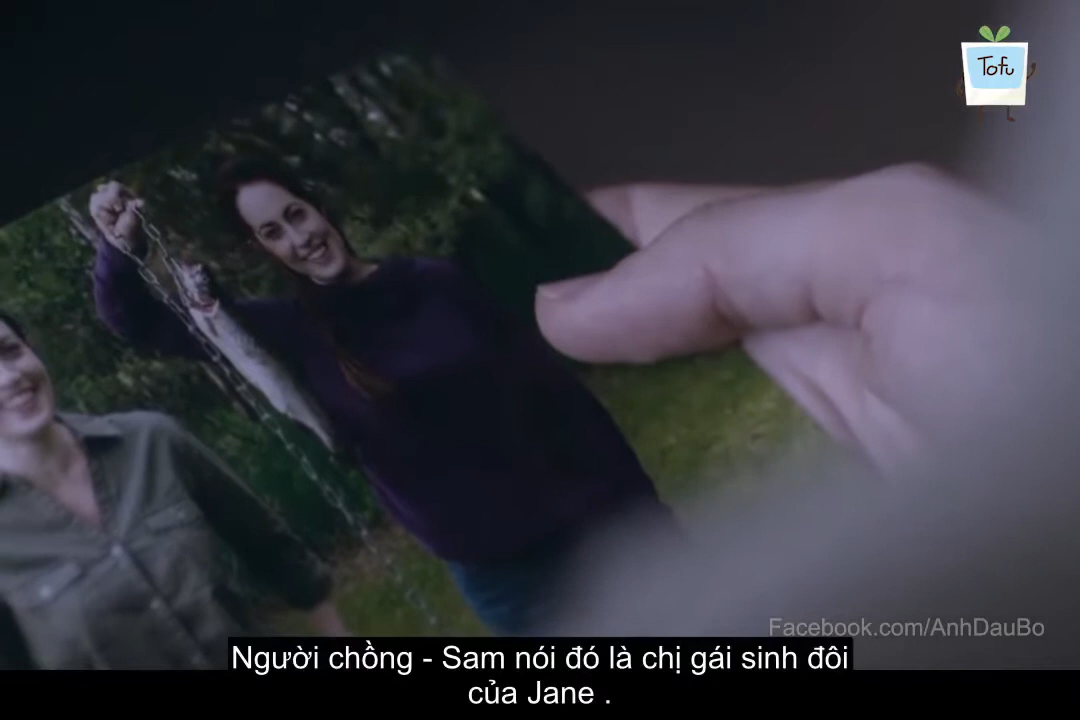 Tofu
Facebook.com/AnhDauBo
Người chồng - Sam nói đó là chị gái sinh đôi
của Jane .